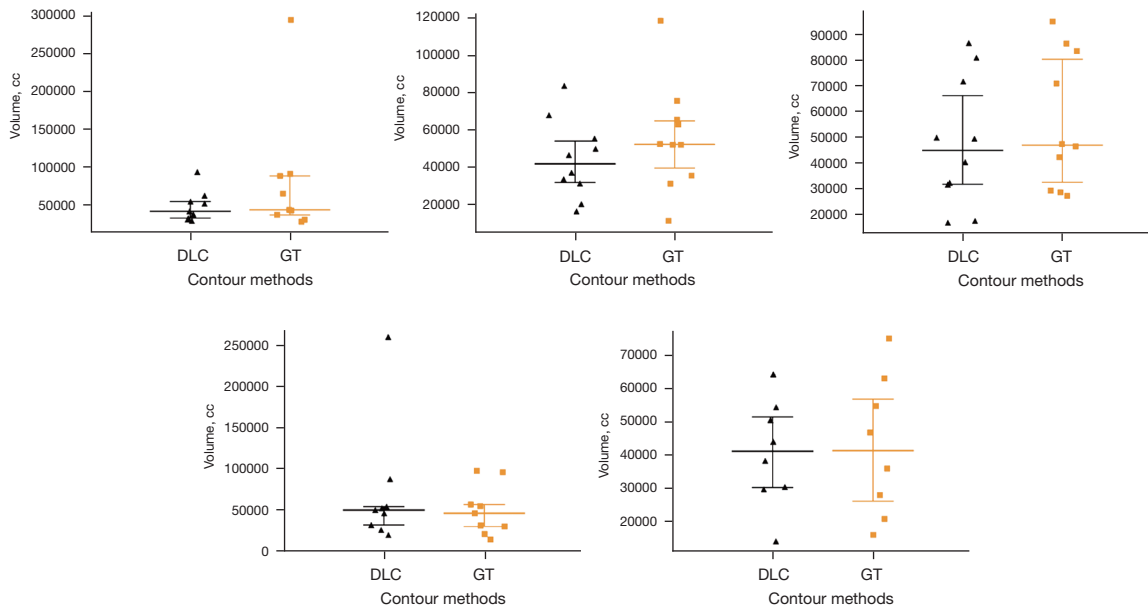 300000
250000
200000
150000
100000
50000
Volume, cc
DLC GT
Contour methods
120000
100000
80000
60000
40000
20000
Volume, cc
DLC GT
Contour methods
90000
80000
70000
60000
50000
40000
30000
20000
Volume, cc
DLC GT
Contour methods
250000
200000
150000
100000
50000
0
Volume, cc
DLC GT
Contour methods
70000
60000
50000
40000
30000
20000
Volume, cc
DLC GT
Contour methods